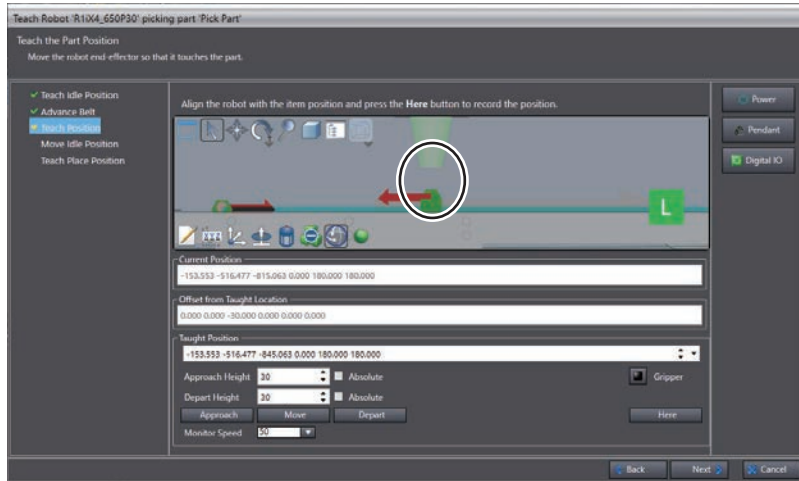 Teach Robot 'R1iX4_650P30' picking part 'Pick Part'
Teach the Part Position
Move the robot end-effector so that it touches the part.
Teach Idle Position
Advance Belt
Teach Position
Move Idle Position
Teach Place Position
Align the robot with the item position and press the Here button to record the position.
L
Current Position
-153.553 -516.477 -815.063 0.000 180.000 180.000
Offset from Taught Location
0.000 0.000 -30.000 0.000 0.000 0.000
Taught Position
-153.553 -516.477 -845.063 0.000 180.000 180.000
Approach Height 30 Absolute
Depart Height 30 Absolute
Approach Move Depart
Monitor Speed 50
Gripper
Here
Power
Pendant
Digital IO
Back Next Cancel